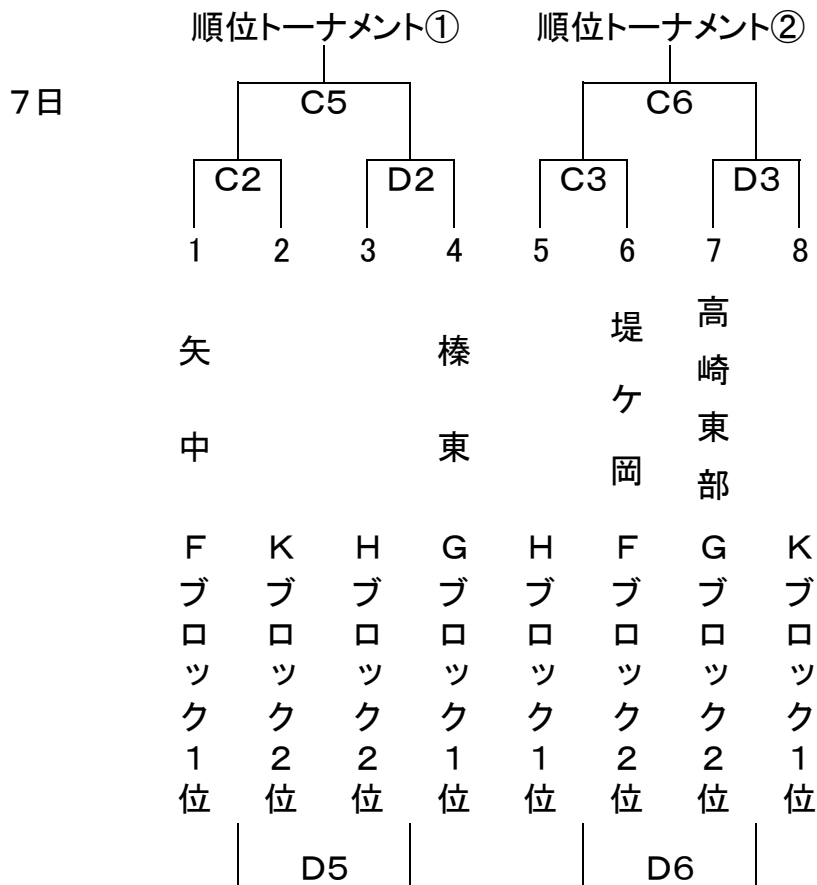 順位トーナメント① 順位トーナメント②
7日 C5 C6
C2 D2 C3 D3
1 2 3 4 5 6 7 8
矢中 榛東 堤ケ岡 高崎東部
Fブロック1位 Kブロック2位 Hブロック2位 Gブロック1位 Hブロック1位 Fブロック2位 Gブロック2位 Kブロック1位
D5 D6